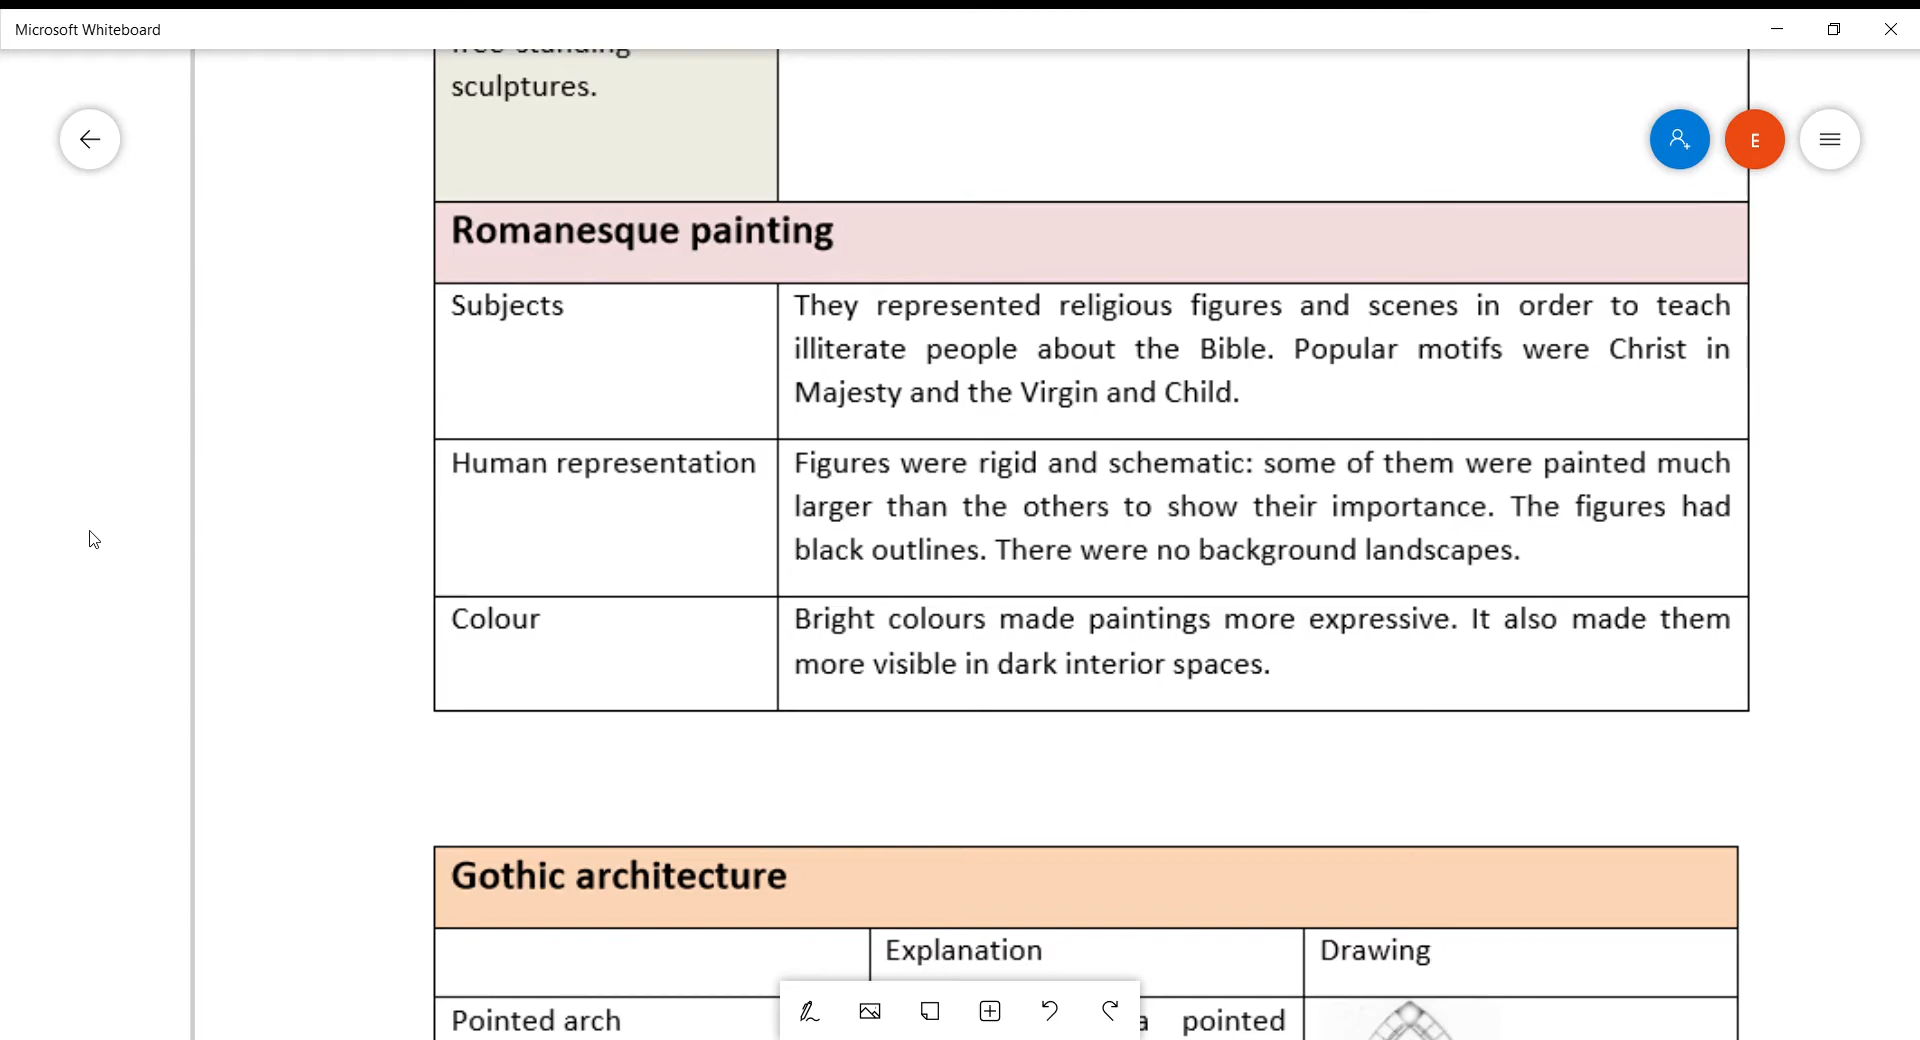 Microsoft Whiteboard
free-standing
sculptures.
E
Romanesque painting
Subjects
They represented religious figures and scenes in order to teach
illiterate people about the Bible. Popular motifs were Christ in
Majesty and the Virgin and Child.
Human representation
Figures were rigid and schematic: some of them were painted much
larger than the others to show their importance. The figures had
black outlines. There were no background landscapes.
Colour
Bright colours made paintings more expressive. It also made them
more visible in dark interior spaces.
Gothic architecture
Explanation
Drawing
Pointed arch
a pointed